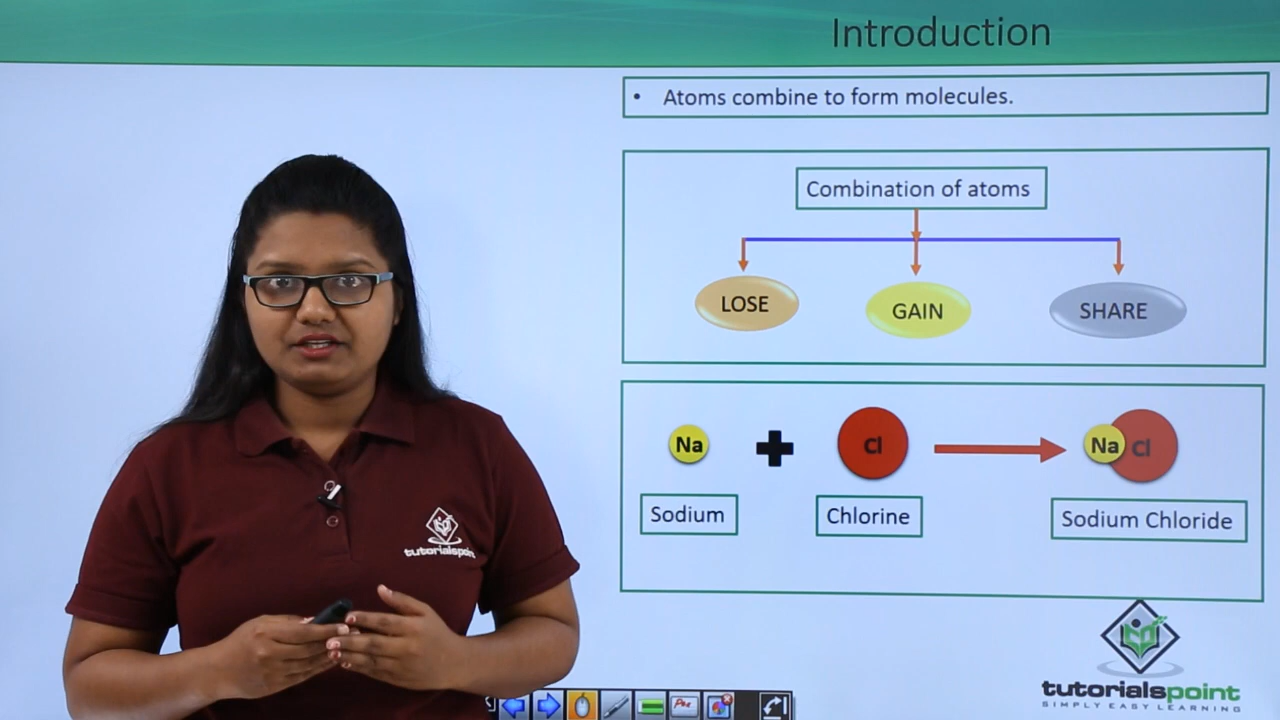 Introduction
• Atoms combine to form molecules.
Combination of atoms
LOSE
GAIN
SHARE
Na
Cl
Na Cl
Sodium
Chlorine
Sodium Chloride
tutorialspoint
tutorialspoint
SIMPLY EASY LEARNING
Pen